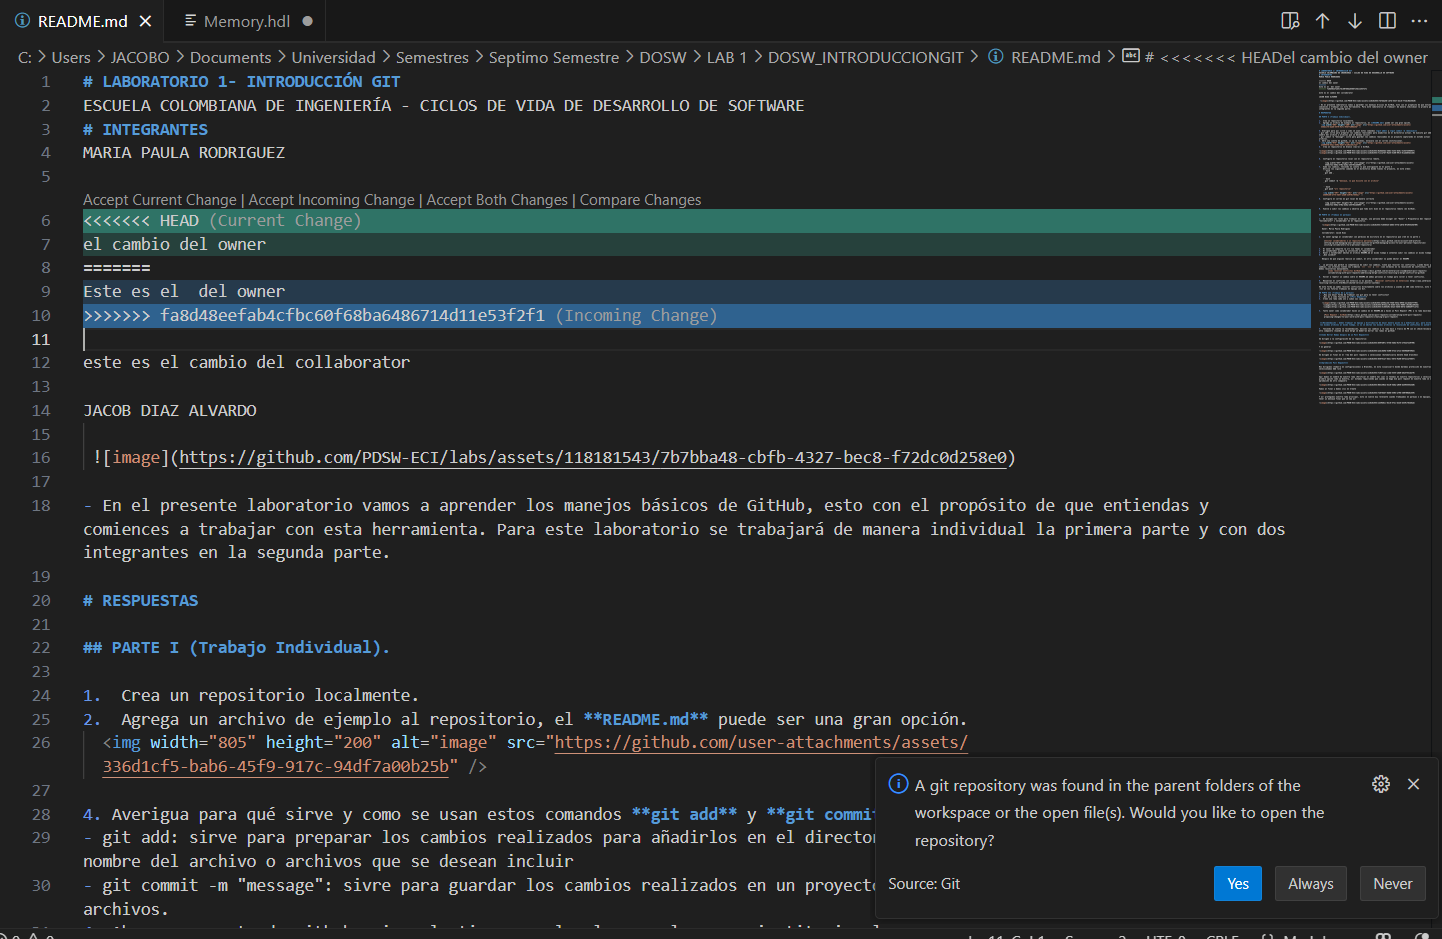 README.md
Memory.hdl
C: > Users > JACOBO > Documents > Universidad > Semestres > Septimo Semestre > DOSW > LAB 1 > DOSW_INTRODUCCIONGIT > README.md > # <<<<<<< HEADel cambio del owner
1 # LABORATORIO 1- INTRODUCCIÓN GIT
2 ESCUELA COLOMBIANA DE INGENIERÍA - CICLOS DE VIDA DE DESARROLLO DE SOFTWARE
3 # INTEGRANTES
4 MARIA PAULA RODRIGUEZ
5
Accept Current Change | Accept Incoming Change | Accept Both Changes | Compare Changes
6 <<<<<<< HEAD (Current Change)
7 el cambio del owner
8 =======
9 Este es el  del owner
10 >>>>>>> fa8d48eefab4cfbc60f68ba6486714d11e53f2f1 (Incoming Change)
11
12 este es el cambio del collaborator
13
14 JACOB DIAZ ALVARDO
15
16 ![image](https://github.com/PDSW-ECI/labs/assets/118181543/7b7bba48-cbfb-4327-bec8-f72dc0d258e0)
17
18 - En el presente laboratorio vamos a aprender los manejos básicos de GitHub, esto con el propósito de que entiendas y
comiences a trabajar con esta herramienta. Para este laboratorio se trabajará de manera individual la primera parte y con dos
integrantes en la segunda parte.
19
20 # RESPUESTAS
21
22 ## PARTE I (Trabajo Individual).
23
24 1.  Crea un repositorio localmente.
25 2.  Agrega un archivo de ejemplo al repositorio, el **README.md** puede ser una gran opción.
26 <img width="805" height="200" alt="image" src="https://github.com/user-attachments/assets/
336d1cf5-bab6-45f9-917c-94df7a00b25b" />
27
28 4. Averigua para qué sirve y como se usan estos comandos **git add** y **git commit
29 - git add: sirve para preparar los cambios realizados para añadirlos en el director
nombre del archivo o archivos que se desean incluir
30 - git commit -m "message": sivre para guardar los cambios realizados en un proyecto
archivos.
A git repository was found in the parent folders of the
workspace or the open file(s). Would you like to open the
repository?
Source: Git
Yes
Always
Never